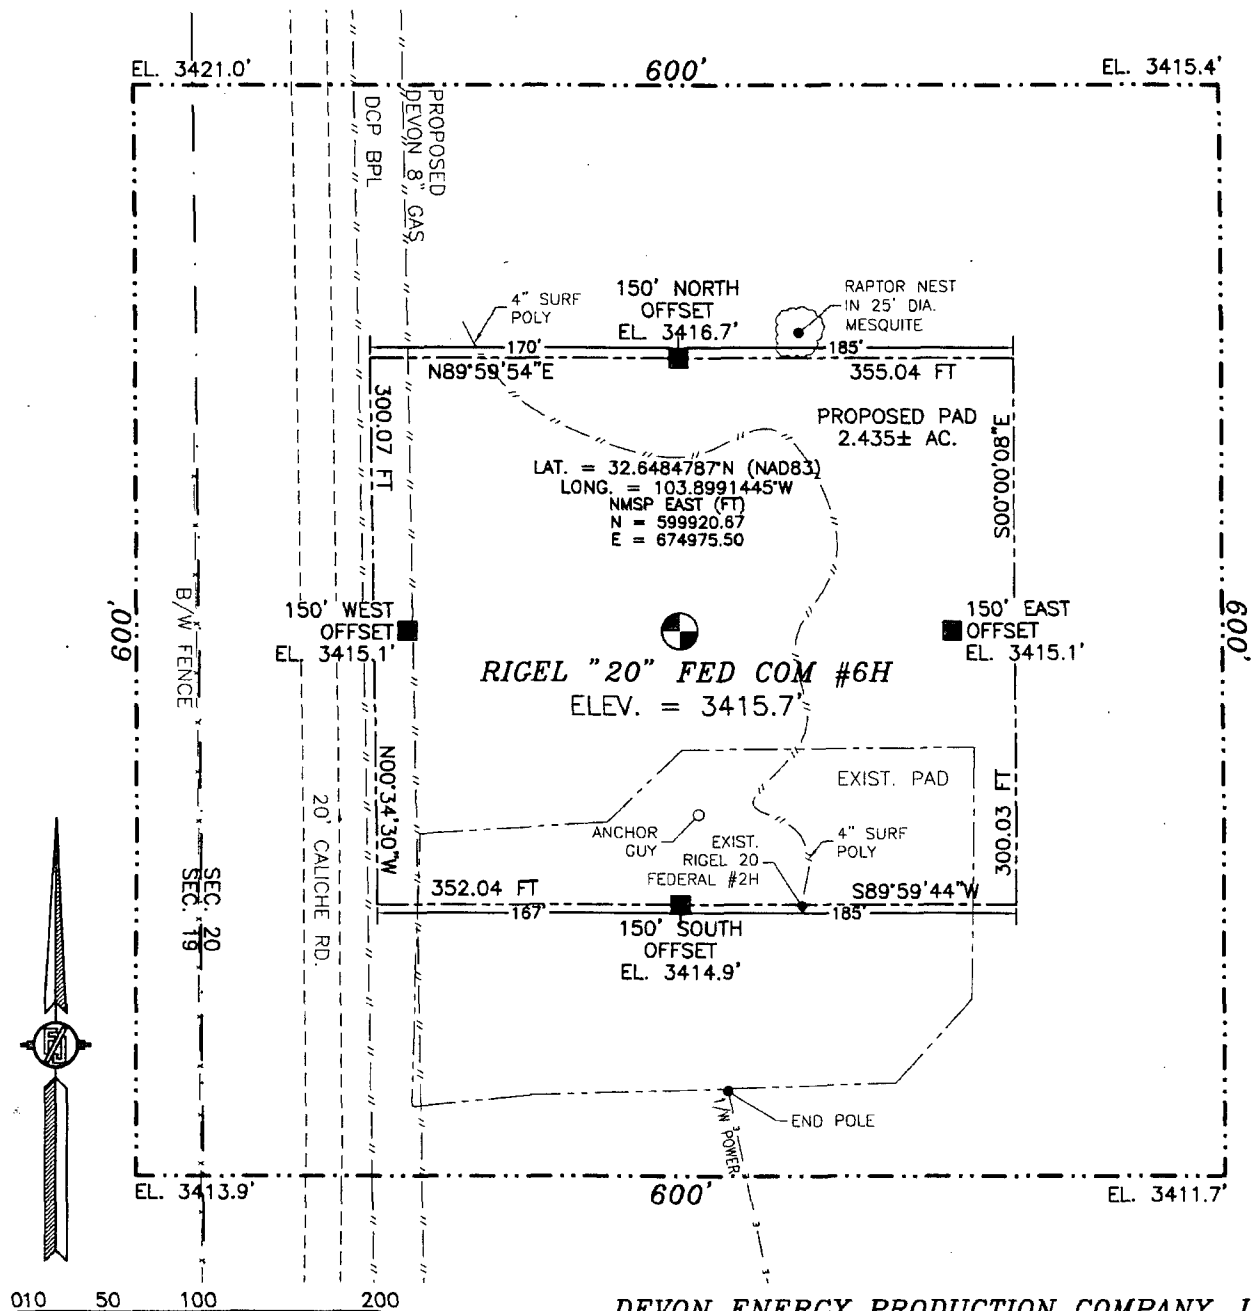 EL. 3421.0'
600'
EL. 3415.4'
PROPOSED
DEVON 8" GAS
DCP BPL
4" SURF
POLY
150' NORTH
OFFSET
EL. 3416.7'
RAPTOR NEST
IN 25' DIA.
MESQUITE
170'
185'
N89°59'54"E
355.04 FT
300.07 FT
PROPOSED PAD
2.435± AC.
S00°00'08"E
LAT. = 32.6484787°N (NAD83)
LONG. = 103.8991445°W
NMSP EAST (FT)
N = 599920.67
E = 674975.50
600'
B/W FENCE
150' WEST
OFFSET
EL. 3415.1'
150' EAST
OFFSET
EL. 3415.1'
600'
RIGEL "20" FED COM #6H
ELEV. = 3415.7'
N00°34'30"W
EXIST. PAD
300.03 FT
20' CALICHE RD.
ANCHOR
GUY
EXIST.
RIGEL 20
FEDERAL #2H
4" SURF
POLY
SEC. 20
SEC. 19
352.04 FT
S89°59'44"W
167'
185'
150' SOUTH
OFFSET
EL. 3414.9'
END POLE
1/W POWER
EL. 3413.9'
600'
EL. 3411.7'
010 50 100 200
DEVON ENERGY PRODUCTION COMPANY